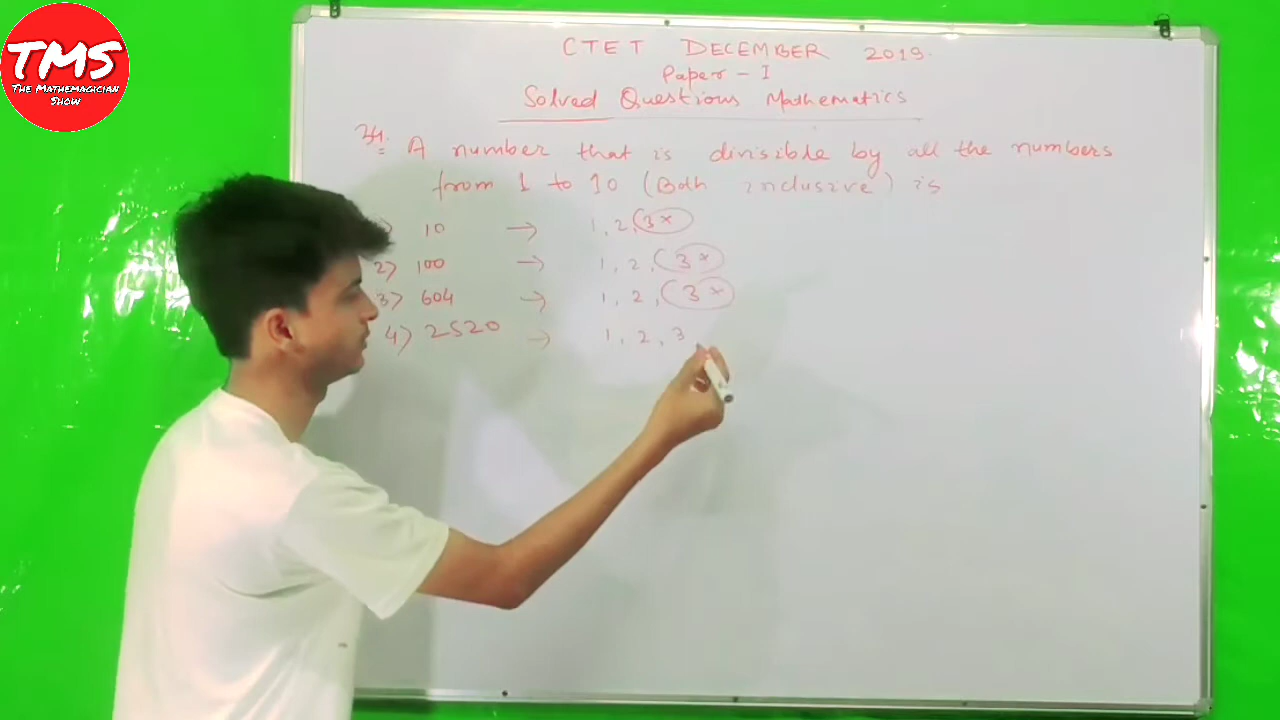 TMS
The Mathemagician
Show
CTET DECEMBER 2019.
Paper - I
Solved Questions Mathematics
34. A number that is divisible by all the numbers
from 1 to 10 (Both inclusive) is
10 → 1, 2, 3 ×
2) 100 → 1, 2, 3 ×
3) 604 → 1, 2, 3 ×
4) 2520 → 1, 2, 3